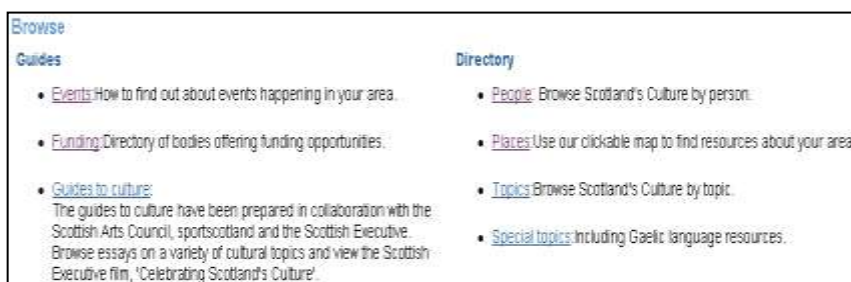 Browse
Guides
• Events:How to find out about events happening in your area.
• Funding:Directory of bodies offering funding opportunities.
• Guides to culture:
The guides to culture have been prepared in collaboration with the
Scottish Arts Council, sportscotland and the Scottish Executive.
Browse essays on a variety of cultural topics and view the Scottish
Executive film, 'Celebrating Scotland's Culture'.
Directory
• People: Browse Scotland's Culture by person.
• Places:Use our clickable map to find resources about your area
• Topics:Browse Scotland's Culture by topic.
• Special topics:Including Gaelic language resources.